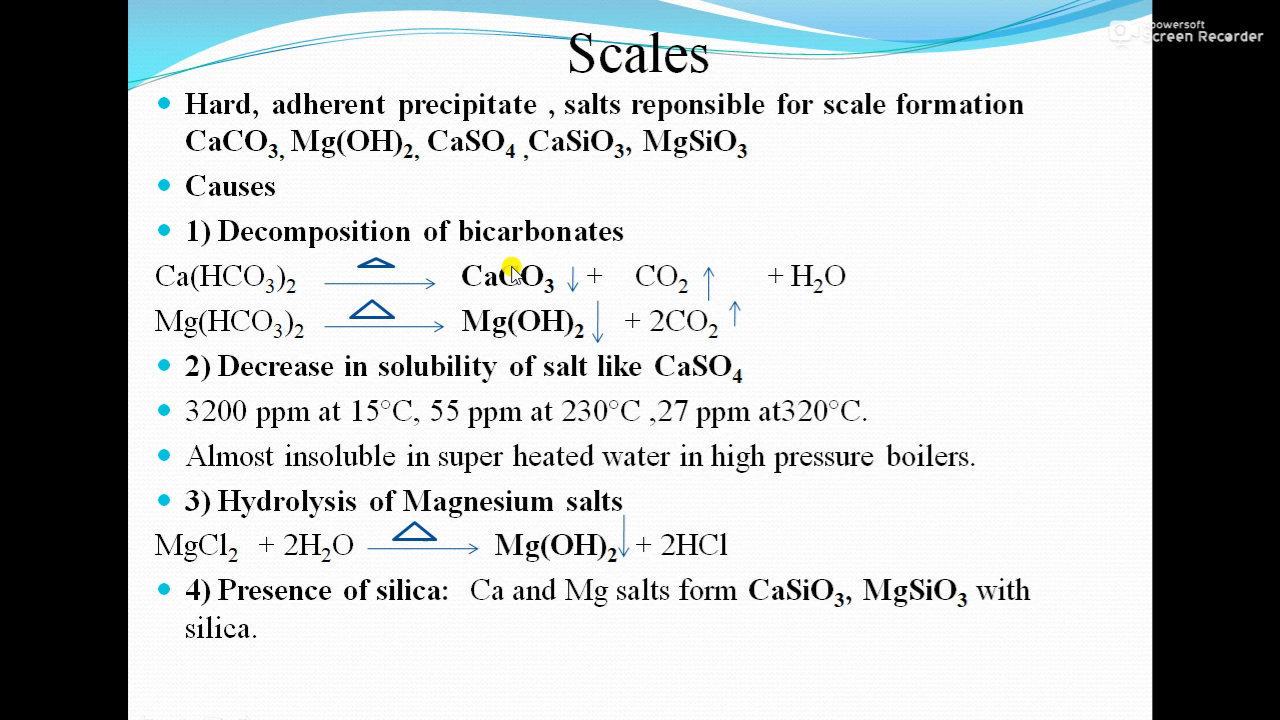 Apowersoft
Screen Recorder
Scales
• Hard, adherent precipitate , salts reponsible for scale formation
CaCO₃, Mg(OH)₂, CaSO₄ ,CaSiO₃, MgSiO₃
• Causes
• 1) Decomposition of bicarbonates
Ca(HCO₃)₂ △→ CaCO₃ ↓ + CO₂ ↑ + H₂O
Mg(HCO₃)₂ △→ Mg(OH)₂ ↓ + 2CO₂ ↑
• 2) Decrease in solubility of salt like CaSO₄
• 3200 ppm at 15°C, 55 ppm at 230°C ,27 ppm at320°C.
• Almost insoluble in super heated water in high pressure boilers.
• 3) Hydrolysis of Magnesium salts
MgCl₂ + 2H₂O △→ Mg(OH)₂↓ + 2HCl
• 4) Presence of silica: Ca and Mg salts form CaSiO₃, MgSiO₃ with
silica.